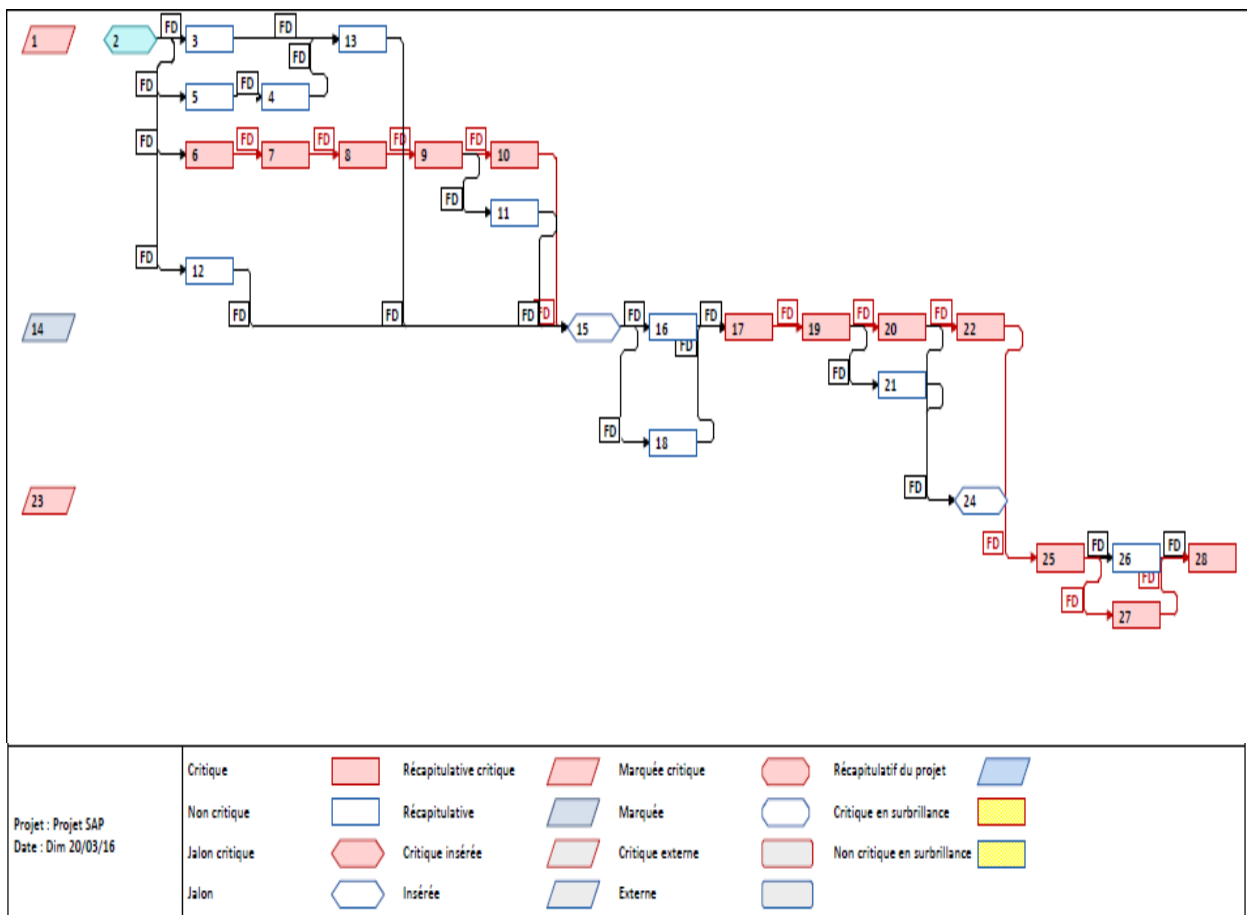 FD FD
1 2 3 13
FD
FD FD
5 4
FD FD FD FD FD
6 7 8 9 10
FD
11
FD
12
FD FD FD FD FD FD FD FD FD
14 15 16 17 19 20 22
FD
FD
21
FD
18
FD
23 24
FD FD FD
25 26 28
FD
FD
27
Projet : Projet SAP
Date : Dim 20/03/16
Critique Récapitulative critique Marquée critique Récapitulatif du projet
Non critique Récapitulative Marquée Critique en surbrillance
Jalon critique Critique insérée Critique externe Non critique en surbrillance
Jalon Insérée Externe